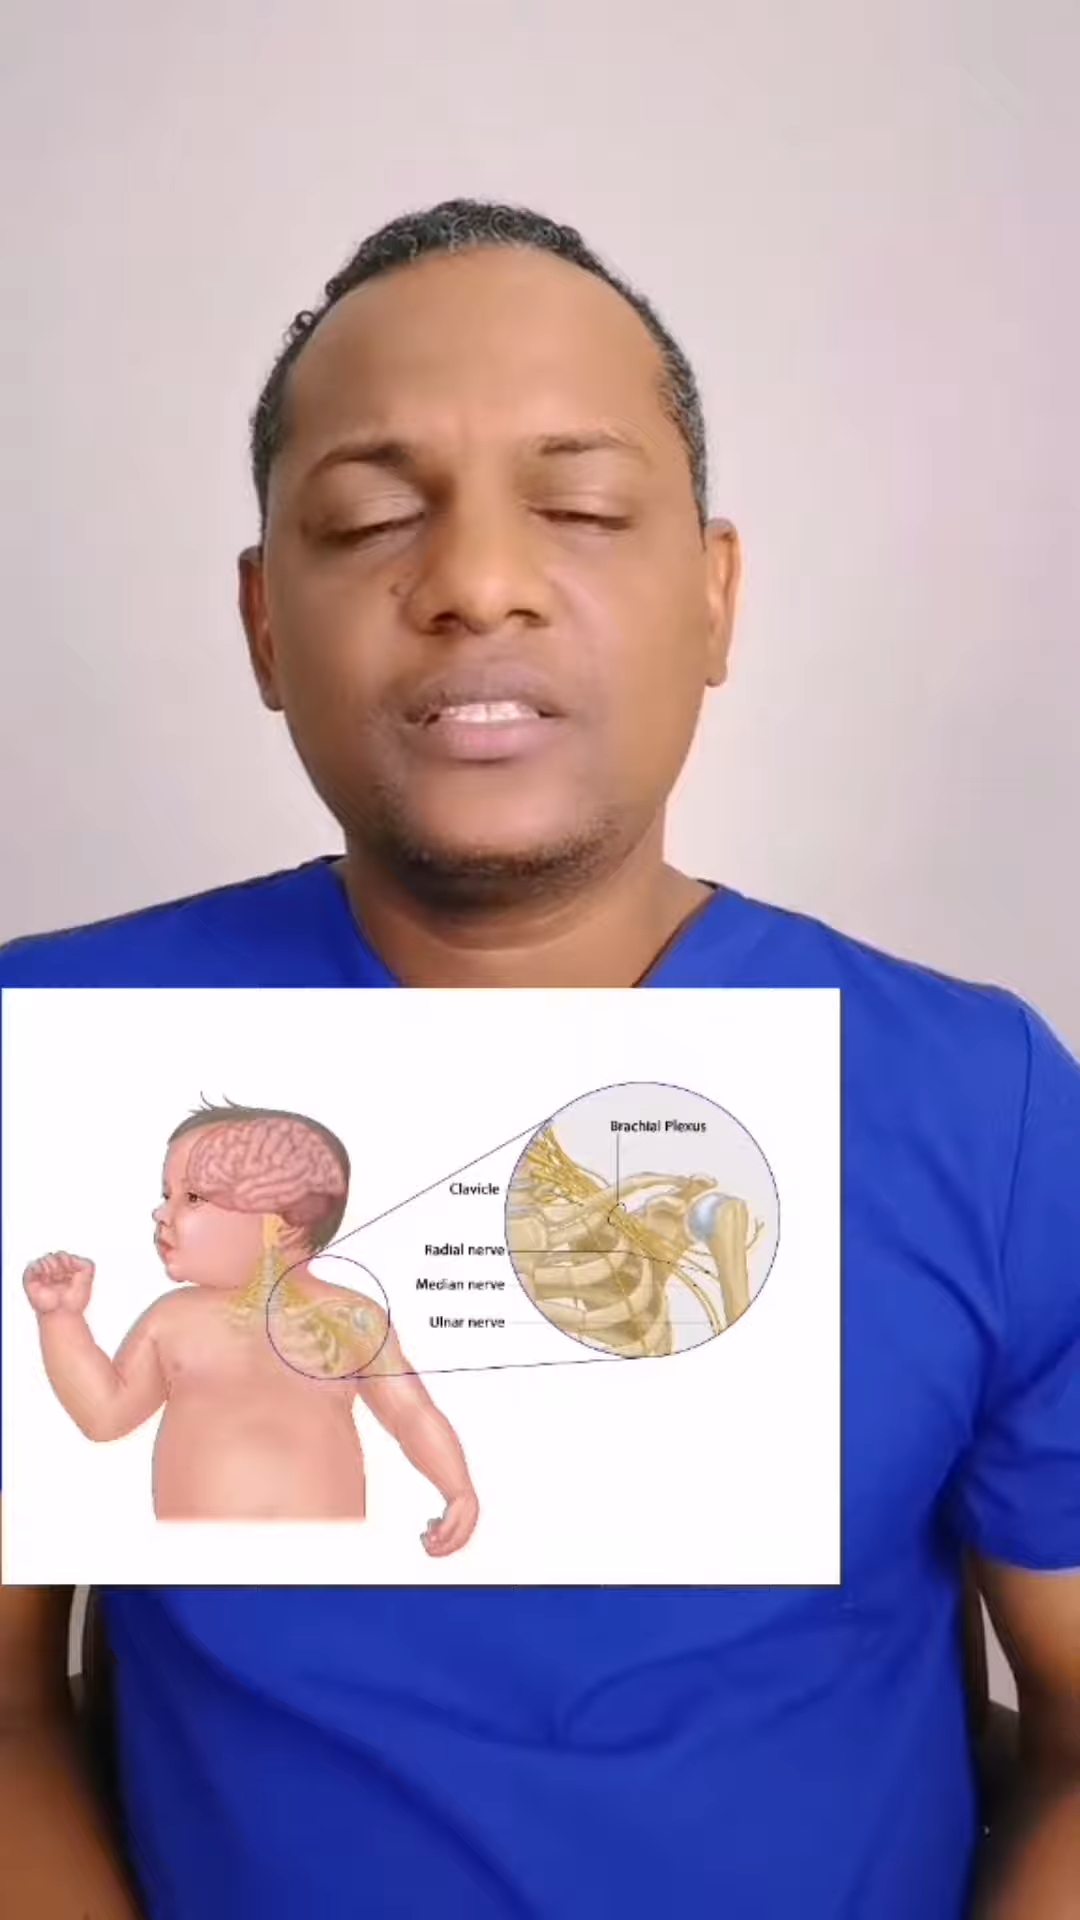 Brachial Plexus
Clavicle
Radial nerve
Median nerve
Ulnar nerve